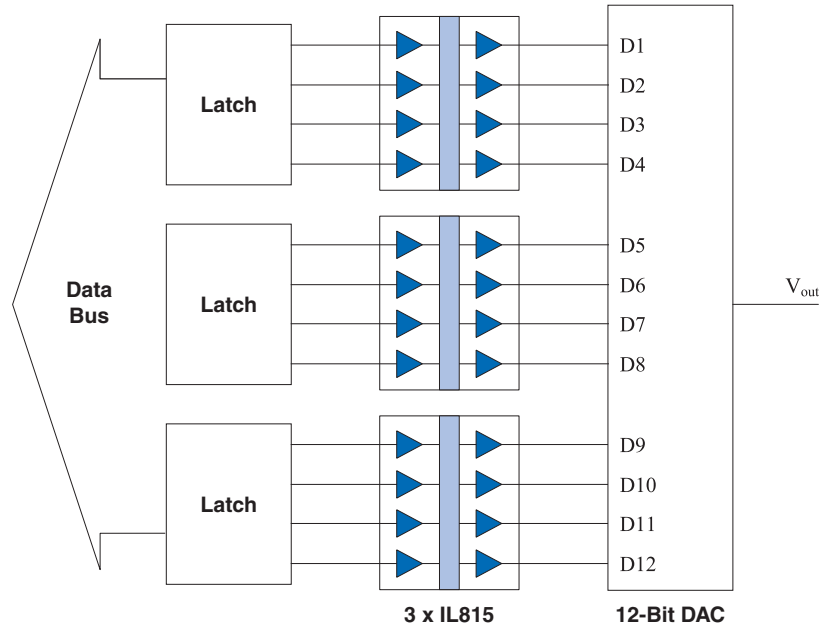 Latch
D1
D2
D3
D4
Data
Bus
Latch
D5
D6
D7
D8
Vout
Latch
D9
D10
D11
D12
3 x IL815
12-Bit DAC